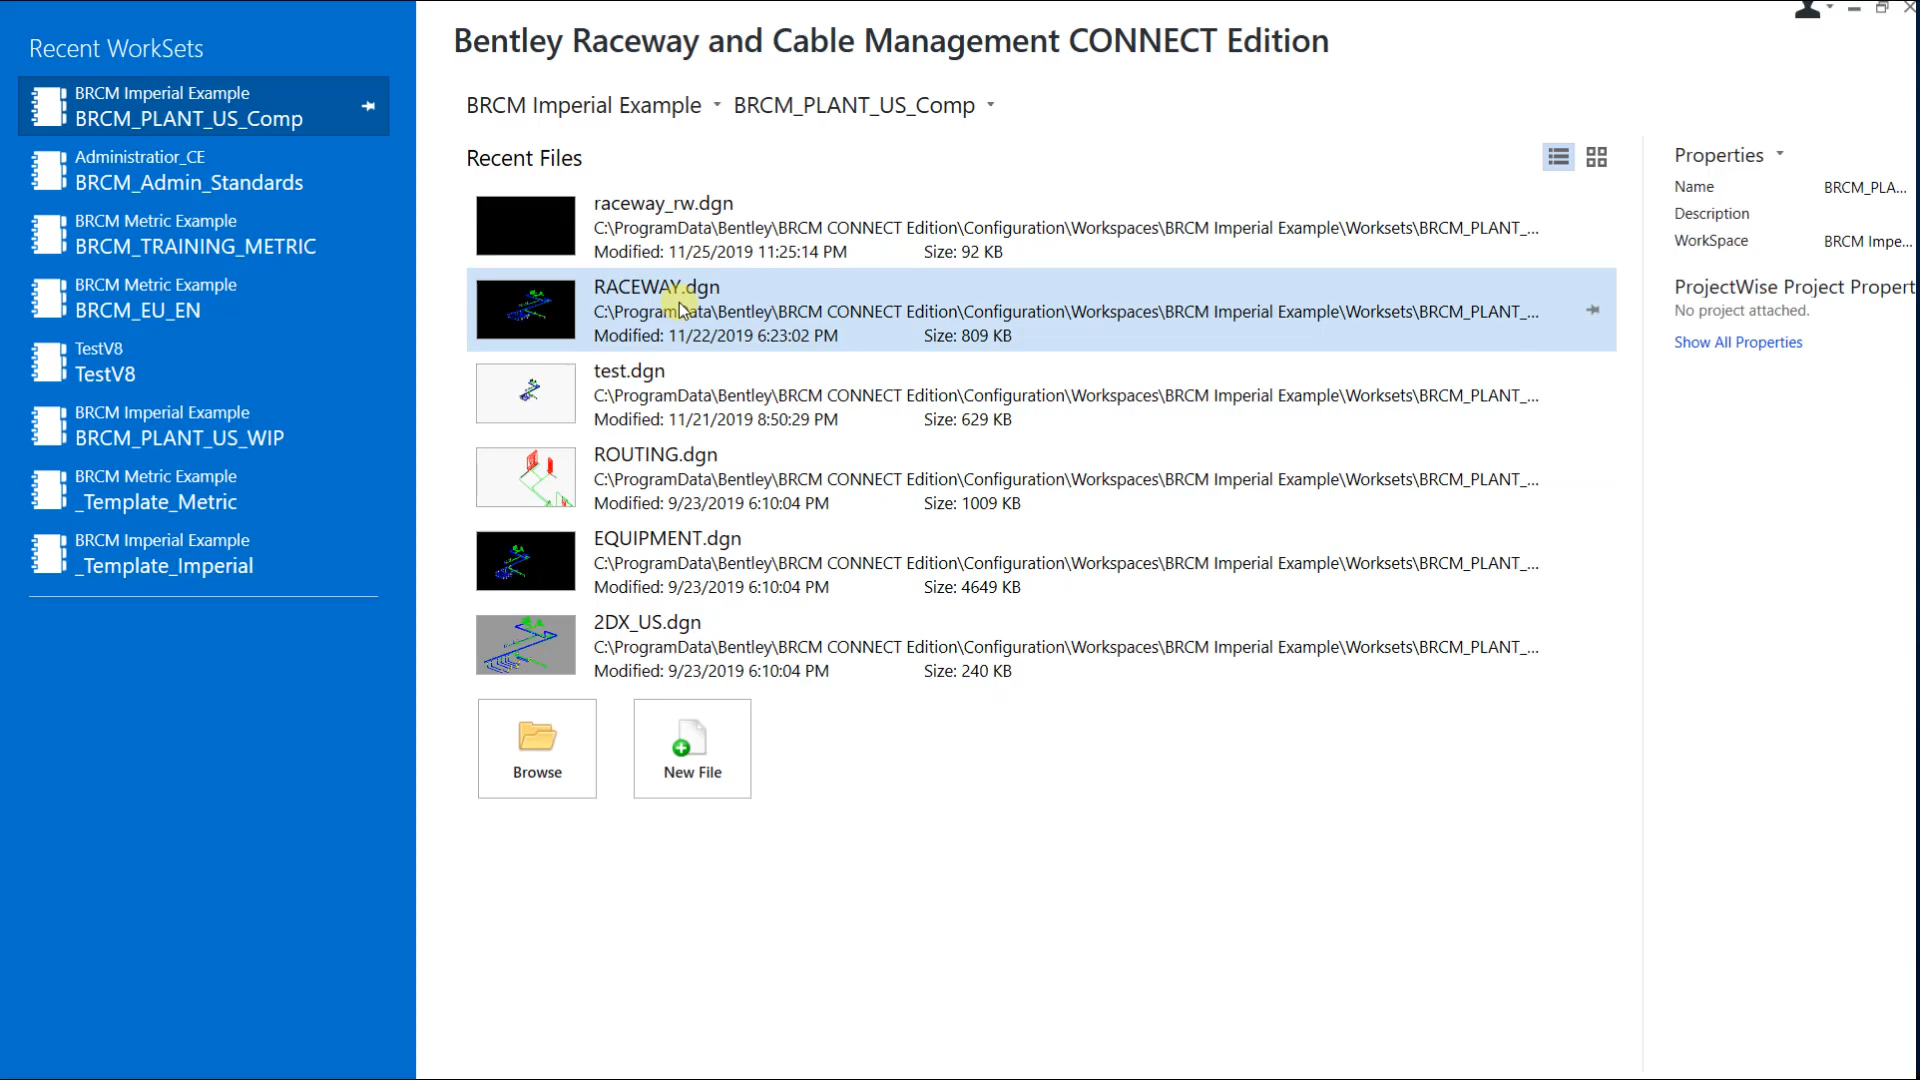 Recent WorkSets
BRCM Imperial Example
BRCM_PLANT_US_Comp
Administratior_CE
BRCM_Admin_Standards
BRCM Metric Example
BRCM_TRAINING_METRIC
BRCM Metric Example
BRCM_EU_EN
TestV8
TestV8
BRCM Imperial Example
BRCM_PLANT_US_WIP
BRCM Metric Example
_Template_Metric
BRCM Imperial Example
_Template_Imperial
Bentley Raceway and Cable Management CONNECT Edition
BRCM Imperial Example BRCM_PLANT_US_Comp
Recent Files
raceway_rw.dgn
C:\ProgramData\Bentley\BRCM CONNECT Edition\Configuration\Workspaces\BRCM Imperial Example\Worksets\BRCM_PLANT_...
Modified: 11/25/2019 11:25:14 PM Size: 92 KB
RACEWAY.dgn
C:\ProgramData\Bentley\BRCM CONNECT Edition\Configuration\Workspaces\BRCM Imperial Example\Worksets\BRCM_PLANT_...
Modified: 11/22/2019 6:23:02 PM Size: 809 KB
test.dgn
C:\ProgramData\Bentley\BRCM CONNECT Edition\Configuration\Workspaces\BRCM Imperial Example\Worksets\BRCM_PLANT_...
Modified: 11/21/2019 8:50:29 PM Size: 629 KB
ROUTING.dgn
C:\ProgramData\Bentley\BRCM CONNECT Edition\Configuration\Workspaces\BRCM Imperial Example\Worksets\BRCM_PLANT_...
Modified: 9/23/2019 6:10:04 PM Size: 1009 KB
EQUIPMENT.dgn
C:\ProgramData\Bentley\BRCM CONNECT Edition\Configuration\Workspaces\BRCM Imperial Example\Worksets\BRCM_PLANT_...
Modified: 9/23/2019 6:10:04 PM Size: 4649 KB
2DX_US.dgn
C:\ProgramData\Bentley\BRCM CONNECT Edition\Configuration\Workspaces\BRCM Imperial Example\Worksets\BRCM_PLANT_...
Modified: 9/23/2019 6:10:04 PM Size: 240 KB
Browse
New File
Properties
Name BRCM_PLA...
Description
WorkSpace BRCM Impe...
ProjectWise Project Propert
No project attached.
Show All Properties